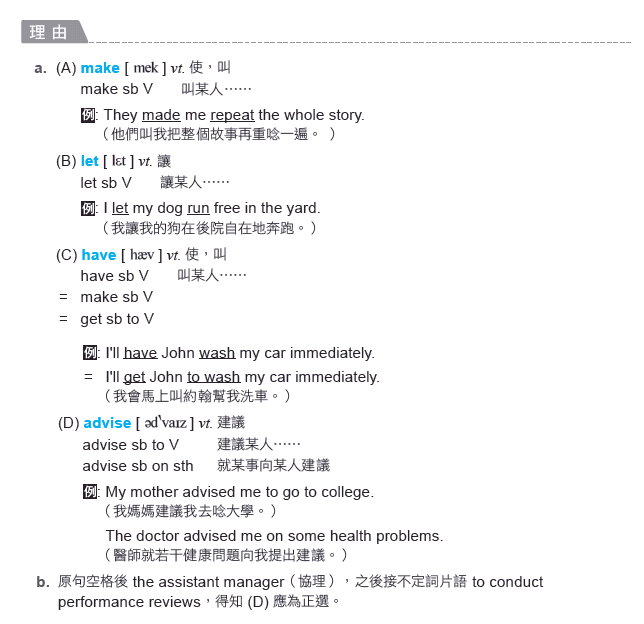 理由
a. (A) make [ mek ] vt. 使，叫
make sb V 叫某人⋯⋯
例: They made me repeat the whole story.
（他們叫我把整個故事再重唸一遍。）
(B) let [ lɛt ] vt. 讓
let sb V 讓某人⋯⋯
例: I let my dog run free in the yard.
（我讓我的狗在後院自在地奔跑。）
(C) have [ hæv ] vt. 使，叫
have sb V 叫某人⋯⋯
= make sb V
= get sb to V
例: I'll have John wash my car immediately.
= I'll get John to wash my car immediately.
（我會馬上叫約翰幫我洗車。）
(D) advise [ ədˋvaɪz ] vt. 建議
advise sb to V 建議某人⋯⋯
advise sb on sth 就某事向某人建議
例: My mother advised me to go to college.
（我媽媽建議我去唸大學。）
The doctor advised me on some health problems.
（醫師就若干健康問題向我提出建議。）
b. 原句空格後 the assistant manager（協理），之後接不定詞片語 to conduct
performance reviews，得知 (D) 應為正選。